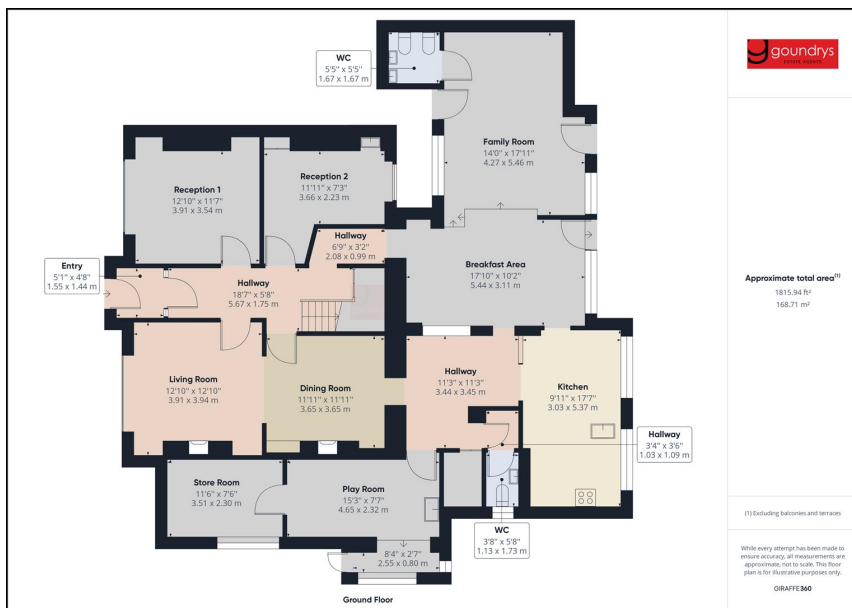 WC
5'5" x 5'5"
1.67 x 1.67 m
Family Room
14'0" x 17'11"
4.27 x 5.46 m
Reception 1
12'10" x 11'7"
3.91 x 3.54 m
Reception 2
11'11" x 7'3"
3.66 x 2.23 m
Hallway
6'9" x 3'2"
2.08 x 0.99 m
Entry
5'1" x 4'8"
1.55 x 1.44 m
Hallway
18'7" x 5'8"
5.67 x 1.75 m
Breakfast Area
17'10" x 10'2"
5.44 x 3.11 m
Living Room
12'10" x 12'10"
3.91 x 3.94 m
Dining Room
11'11" x 11'11"
3.65 x 3.65 m
Hallway
11'3" x 11'3"
3.44 x 3.45 m
Kitchen
9'11" x 17'7"
3.03 x 5.37 m
Hallway
3'4" x 3'6"
1.03 x 1.09 m
Store Room
11'6" x 7'6"
3.51 x 2.30 m
Play Room
15'3" x 7'7"
4.65 x 2.32 m
WC
3'8" x 5'8"
1.13 x 1.73 m
8'4" x 2'7"
2.55 x 0.80 m
Ground Floor
goundrys
ESTATE AGENTS
Approximate total area(1)
1815.94 ft²
168.71 m²
(1) Excluding balconies and terraces
While every attempt has been made to
ensure accuracy, all measurements are
approximate, not to scale. This floor
plan is for illustrative purposes only.
GIRAFFE360